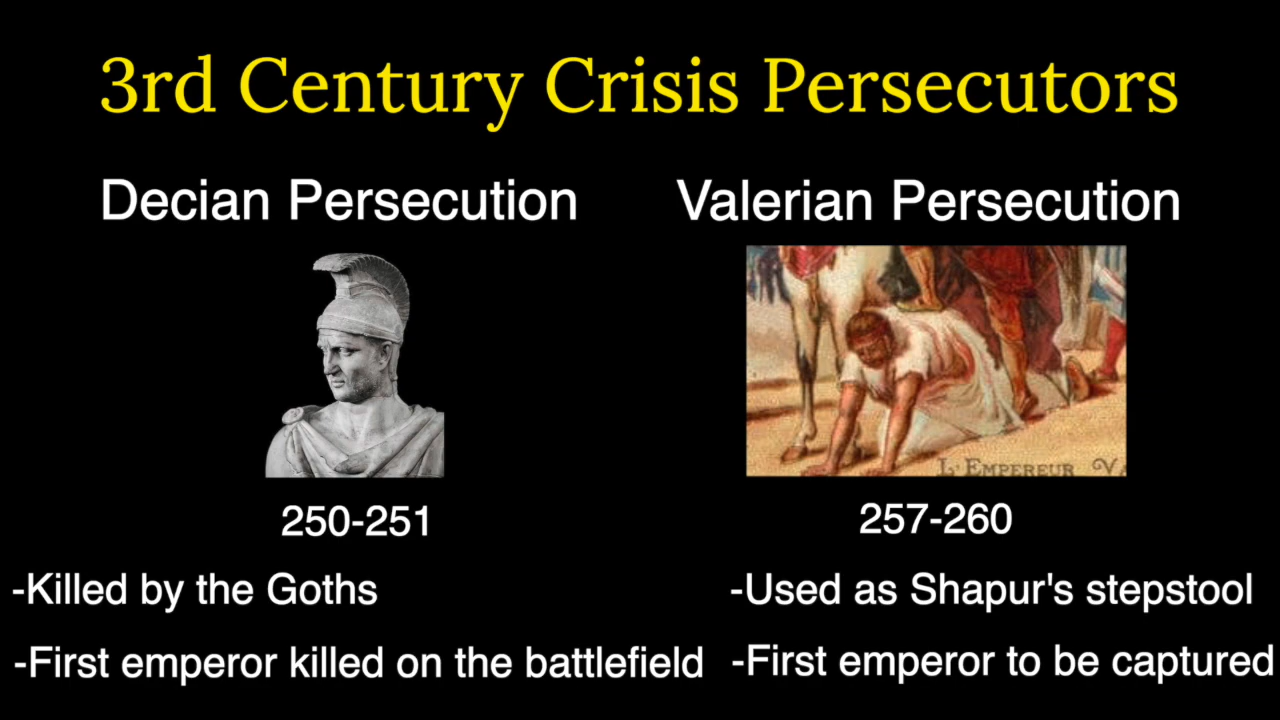 3rd Century Crisis Persecutors
Decian Persecution
Valerian Persecution
L'EMPEREUR
250-251
257-260
-Killed by the Goths
-Used as Shapur's stepstool
-First emperor killed on the battlefield
-First emperor to be captured